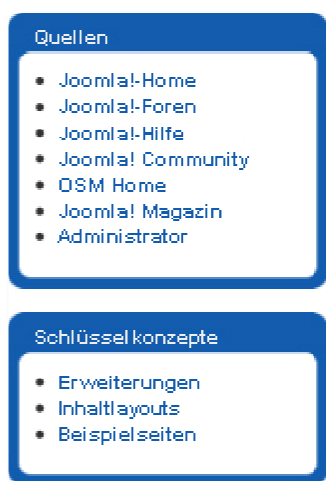 Quellen
Joomla!-Home
Joomla!-Foren
Joomla!-Hilfe
Joomla! Community
OSM Home
Joomla! Magazin
Administrator
Schlüsselkonzepte
Erweiterungen
Inhaltlayouts
Beispielseiten